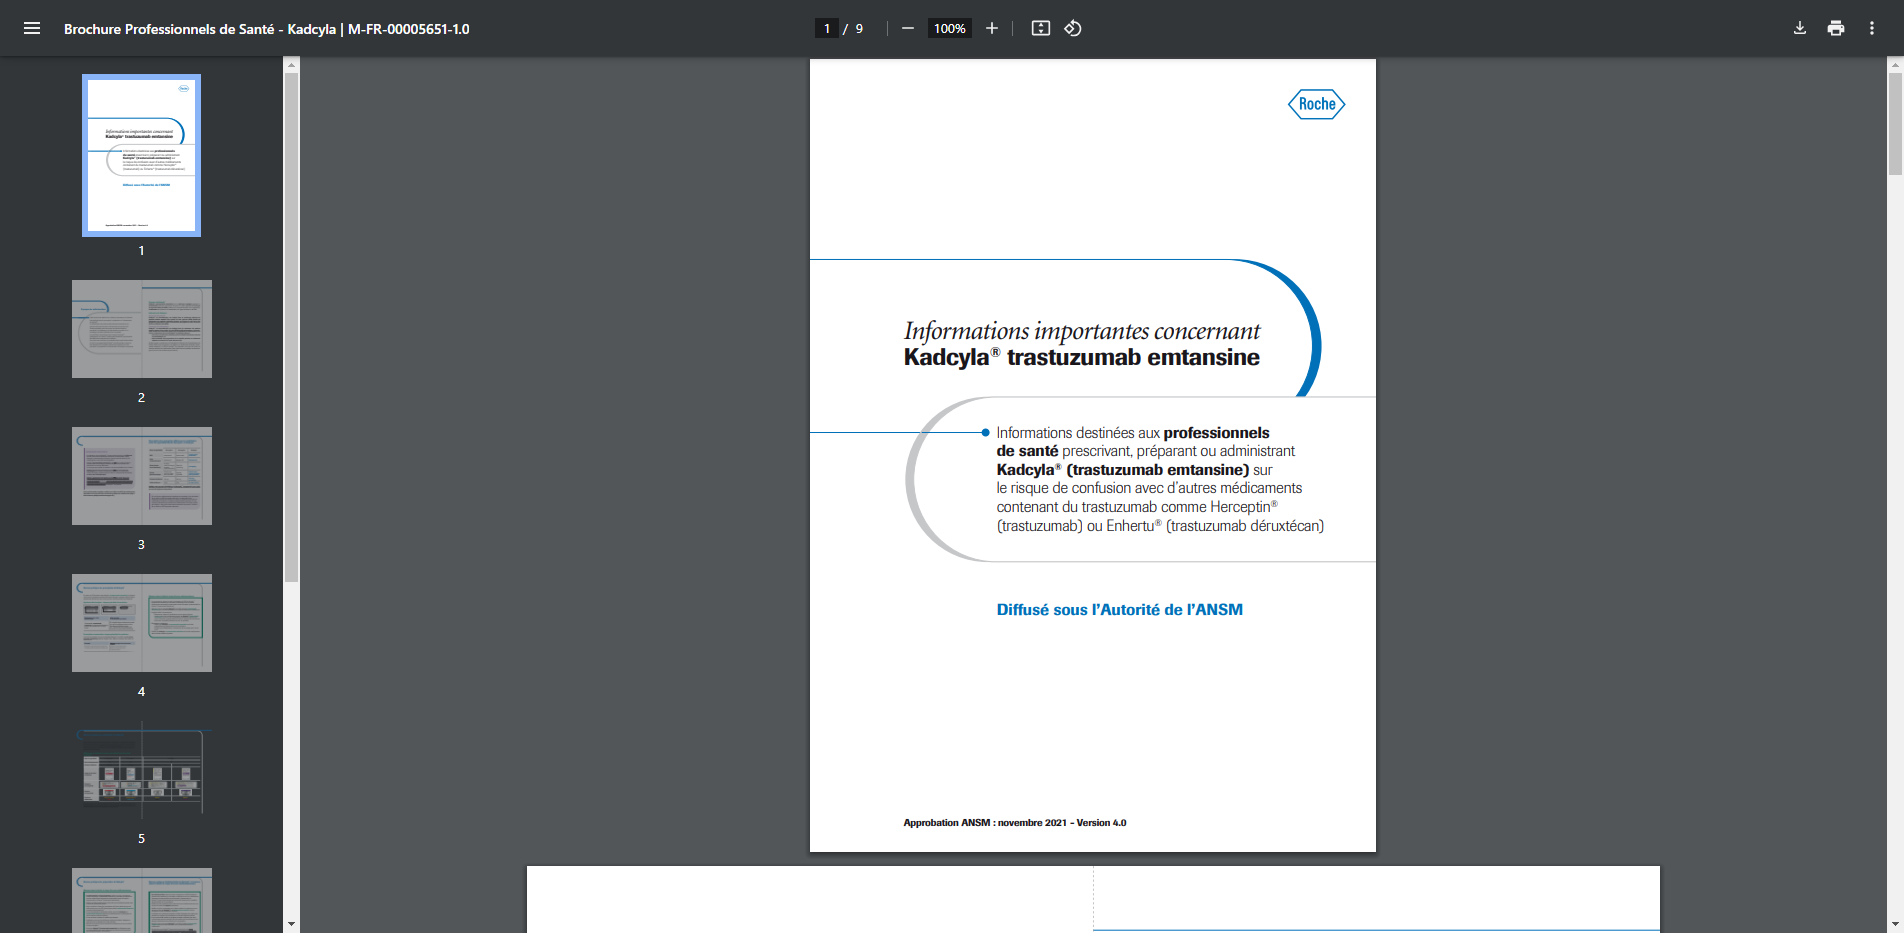 Brochure Professionnels de Santé - Kadcyla | M-FR-00005651-1.0
1 / 9
100%
1
2
3
4
5
Roche
Informations importantes concernant
Kadcyla® trastuzumab emtansine
Informations destinées aux professionnels
de santé prescrivant, préparant ou administrant
Kadcyla® (trastuzumab emtansine) sur
le risque de confusion avec d'autres médicaments
contenant du trastuzumab comme Herceptin®
(trastuzumab) ou Enhertu® (trastuzumab déruxtécan)
Diffusé sous l'Autorité de l'ANSM
Approbation ANSM : novembre 2021 - Version 4.0